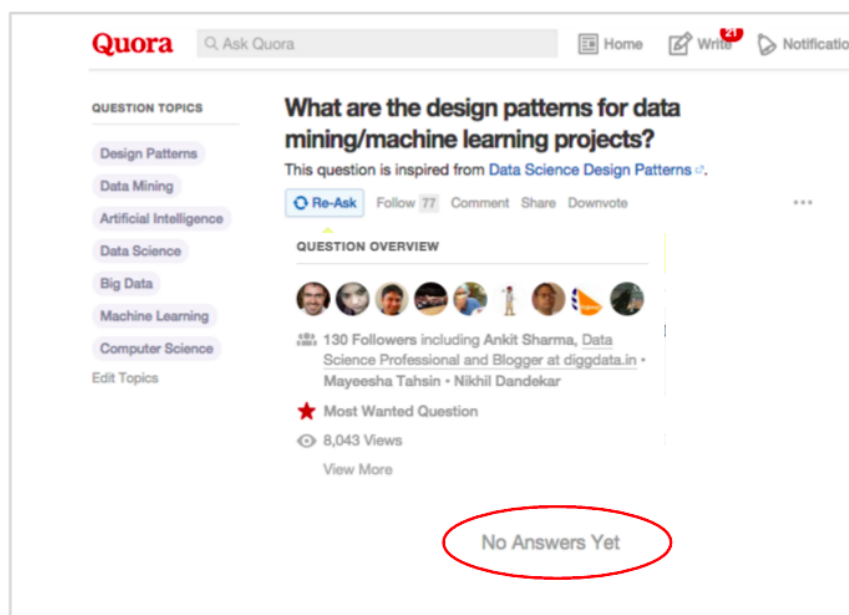 Quora
Ask Quora
Home
21
Write
Notificatio
QUESTION TOPICS
Design Patterns
Data Mining
Artificial Intelligence
Data Science
Big Data
Machine Learning
Computer Science
Edit Topics
What are the design patterns for data
mining/machine learning projects?
This question is inspired from Data Science Design Patterns.
Re-Ask Follow 77 Comment Share Downvote ...
QUESTION OVERVIEW
130 Followers including Ankit Sharma, Data
Science Professional and Blogger at diggdata.in •
Mayeesha Tahsin • Nikhil Dandekar
Most Wanted Question
8,043 Views
View More
No Answers Yet